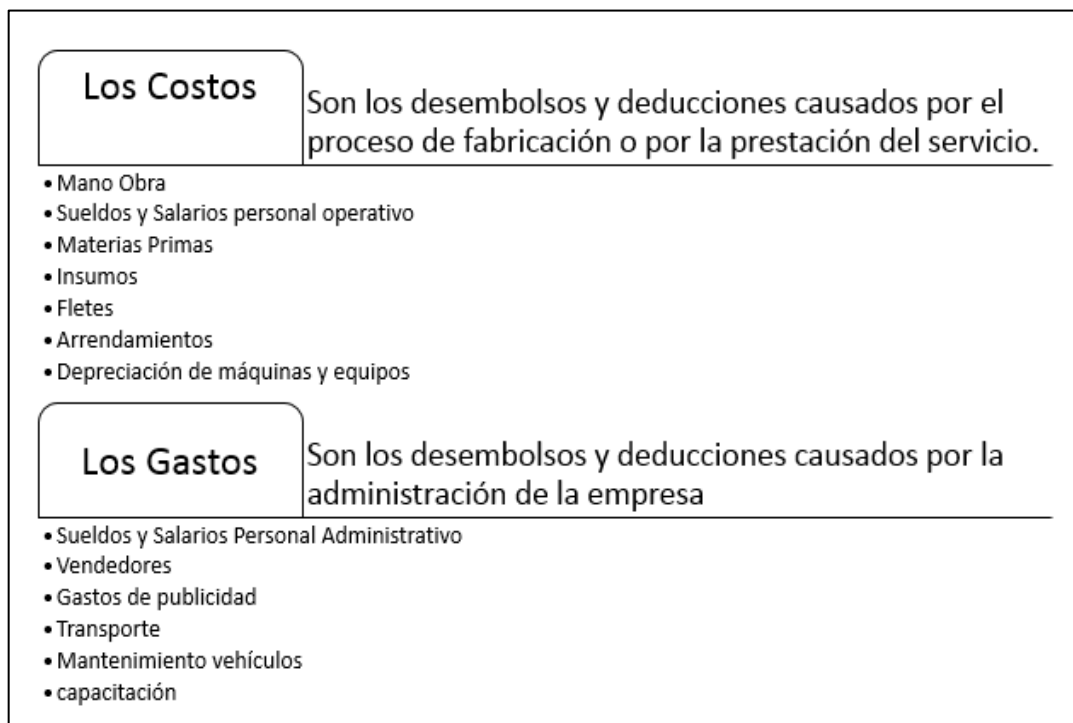 Los Costos
Son los desembolsos y deducciones causados por el
proceso de fabricación o por la prestación del servicio.
• Mano Obra
• Sueldos y Salarios personal operativo
• Materias Primas
• Insumos
• Fletes
• Arrendamientos
• Depreciación de máquinas y equipos
Los Gastos
Son los desembolsos y deducciones causados por la
administración de la empresa
• Sueldos y Salarios Personal Administrativo
• Vendedores
• Gastos de publicidad
• Transporte
• Mantenimiento vehículos
• capacitación